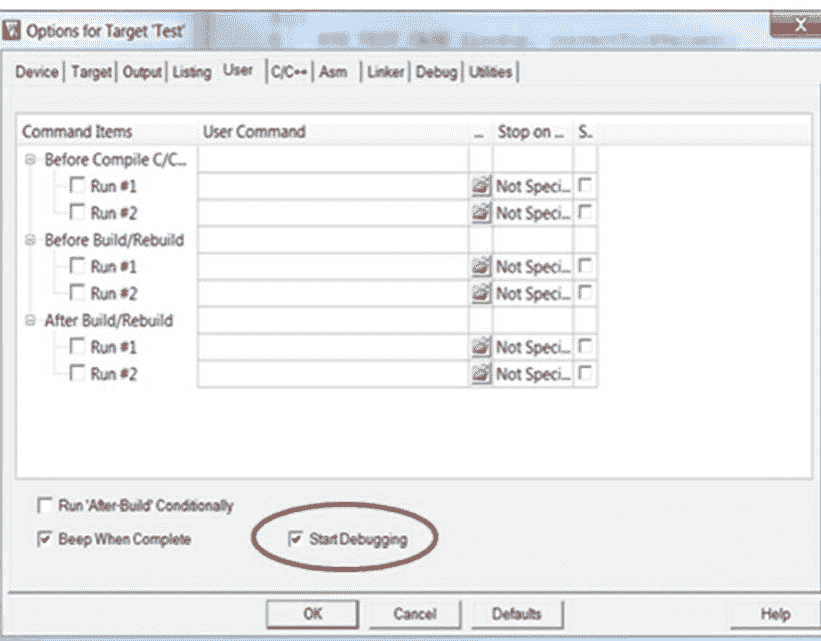 Options for Target 'Test'
Device Target Output Listing User C/C++ Asm Linker Debug Utilities
Command Items User Command ... Stop on ... S..
Before Compile C/C...
Run #1 Not Speci...
Run #2 Not Speci...
Before Build/Rebuild
Run #1 Not Speci...
Run #2 Not Speci...
After Build/Rebuild
Run #1 Not Speci...
Run #2 Not Speci...
Run 'After-Build' Conditionally
Beep When Complete Start Debugging
OK Cancel Defaults Help